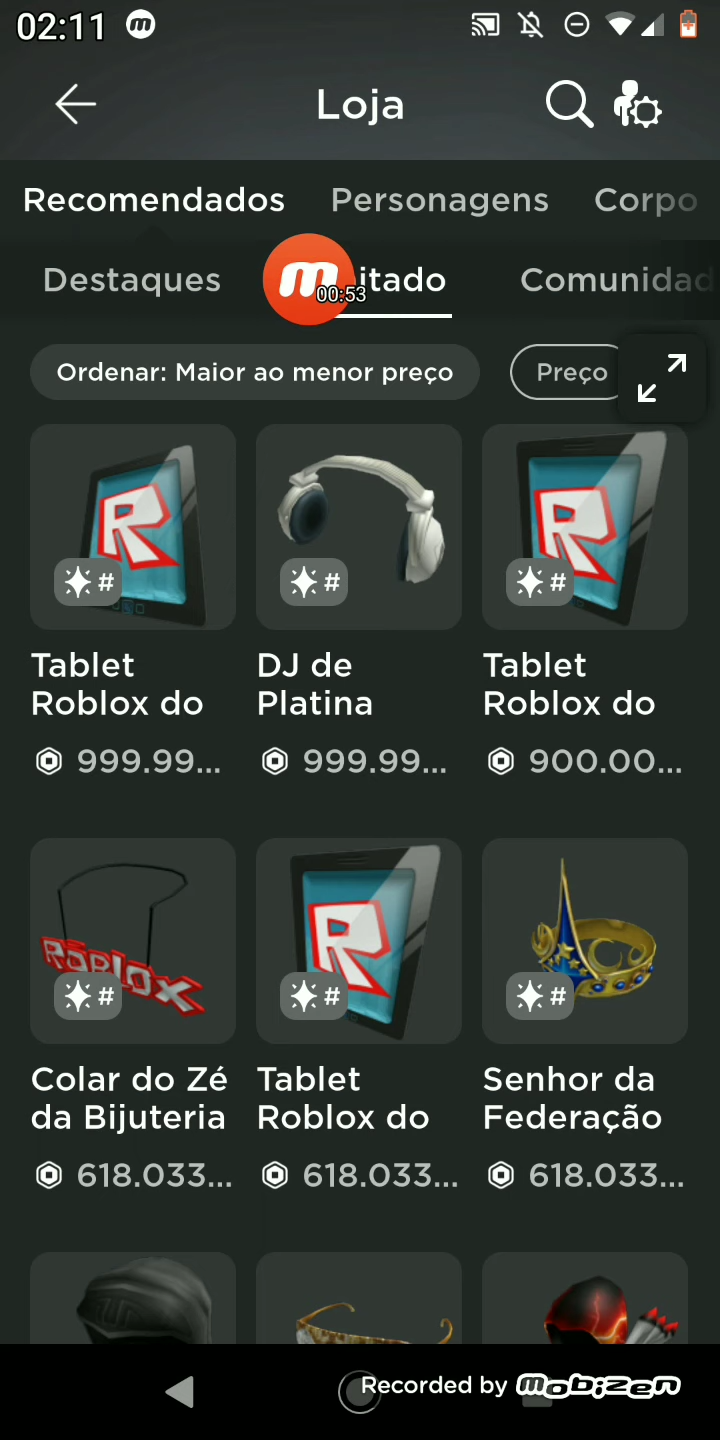 02:11 m
Loja
Recomendados Personagens Corpo
Destaques itado Comunidad
m 00:53
Ordenar: Maior ao menor preço Preço
R # # R #
Tablet
Roblox do
DJ de
Platina
Tablet
Roblox do
999.99... 999.99... 900.00...
ROBLOX # R # #
Colar do Zé
da Bijuteria
Tablet
Roblox do
Senhor da
Federação
618.033... 618.033... 618.033...
Recorded by mobizen